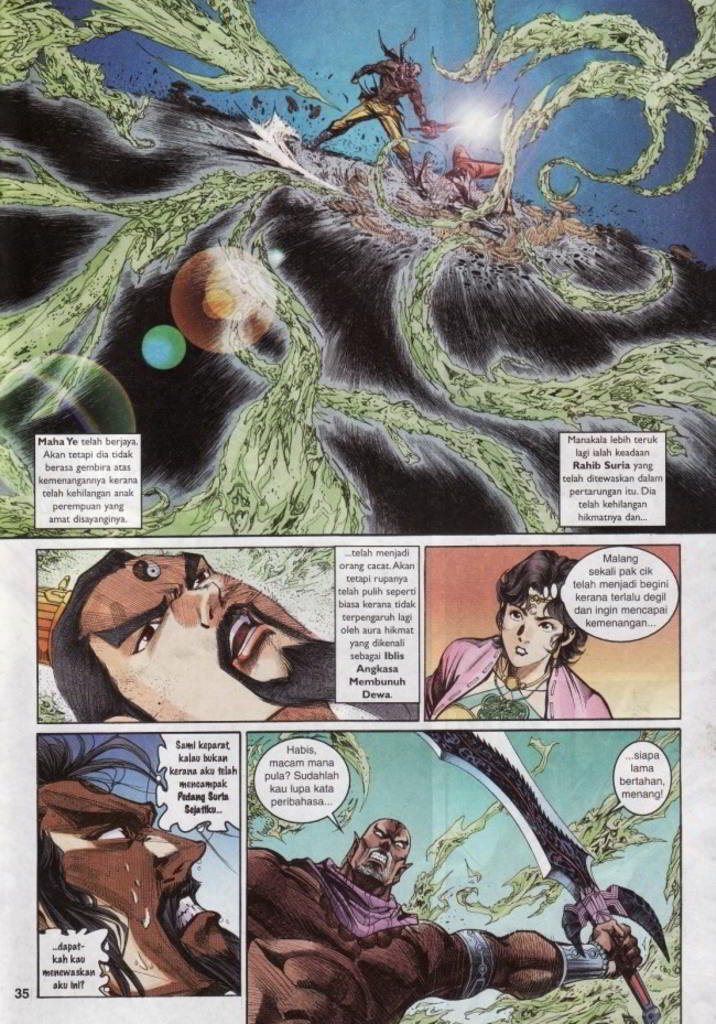 Maha Ye telah berjaya.
Akan tetapi dia tidak
berasa gembira atas
kemenangannya kerana
telah kehilangan anak
perempuan yang
amat disayanginya.
Manakala lebih teruk
lagi ialah keadaan
Rahib Suria yang
telah ditewaskan dalam
pertarungan itu. Dia
telah kehilangan
hikmatnya dan...
...telah menjadi
orang cacat. Akan
tetapi rupanya
telah pulih seperti
biasa kerana tidak
terpengaruh lagi
oleh aura hikmat
yang dikenali
sebagai Iblis
Angkasa
Membunuh
Dewa.
Malang
sekali pak cik
telah menjadi begini
kerana terlalu degil
dan ingin mencapai
kemenangan...
Sami keparat,
kalau bukan
kerana aku telah
mencampak
Pedang Suria
Sejatiku...
...dapat-
kah kau
menewaskan
aku ini?
Habis,
macam mana
pula? Sudahlah
kau lupa kata
peribahasa...
...siapa
lama
bertahan,
menang!
35